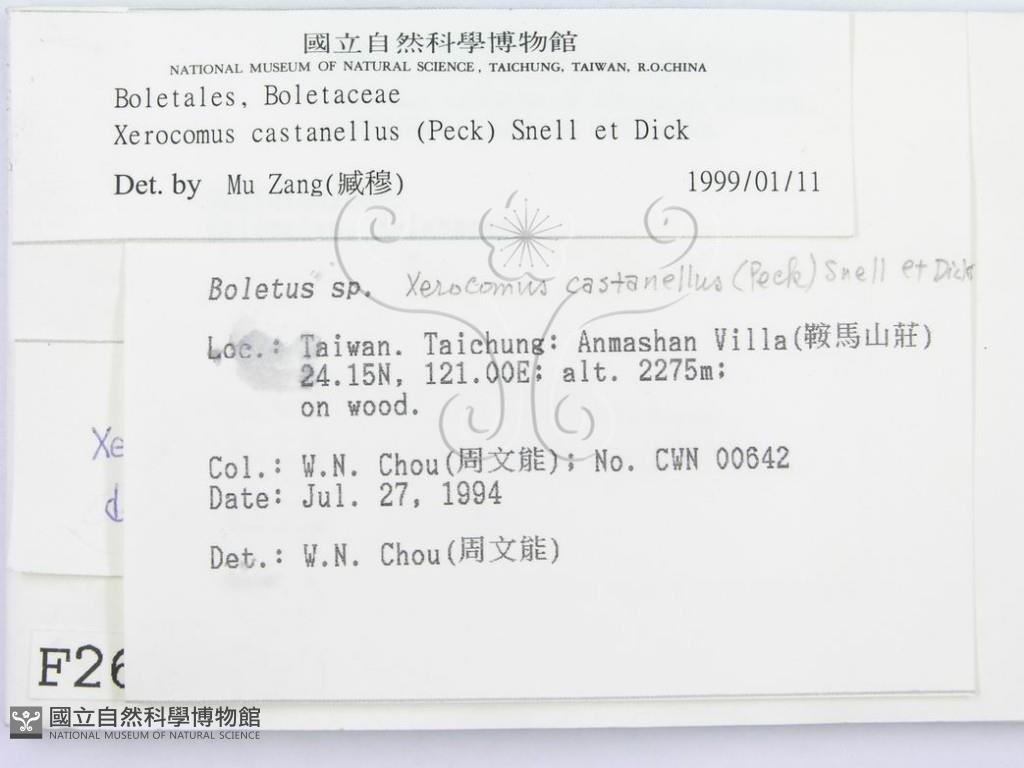 國立自然科學博物館
NATIONAL MUSEUM OF NATURAL SCIENCE, TAICHUNG, TAIWAN, R.O.CHINA
Boletales, Boletaceae
Xerocomus castanellus (Peck) Snell et Dick
Det. by Mu Zang(臧穆) 1999/01/11
Boletus sp. Xerocomus castanellus (Peck) Snell et Dick
Loc.: Taiwan. Taichung: Anmashan Villa(鞍馬山莊)
24.15N, 121.00E; alt. 2275m;
on wood.
Xe
Col.: W.N. Chou(周文能); No. CWN 00642
Date: Jul. 27, 1994
d
Det.: W.N. Chou(周文能)
F26
國立自然科學博物館
NATIONAL MUSEUM OF NATURAL SCIENCE